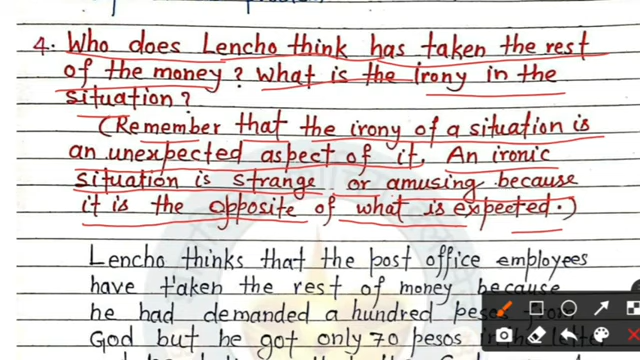 4. Who does Lencho think has taken the rest
of the money? What is the irony in the
situation?
(Remember that the irony of a situation is
an unexpected aspect of it. An ironic
situation is strange or amusing because
it is the opposite of what is expected.)
Lencho thinks that the post office employees
have taken the rest of money because
he had demanded a hundred pesos from
God but he got only 70 pesos in the